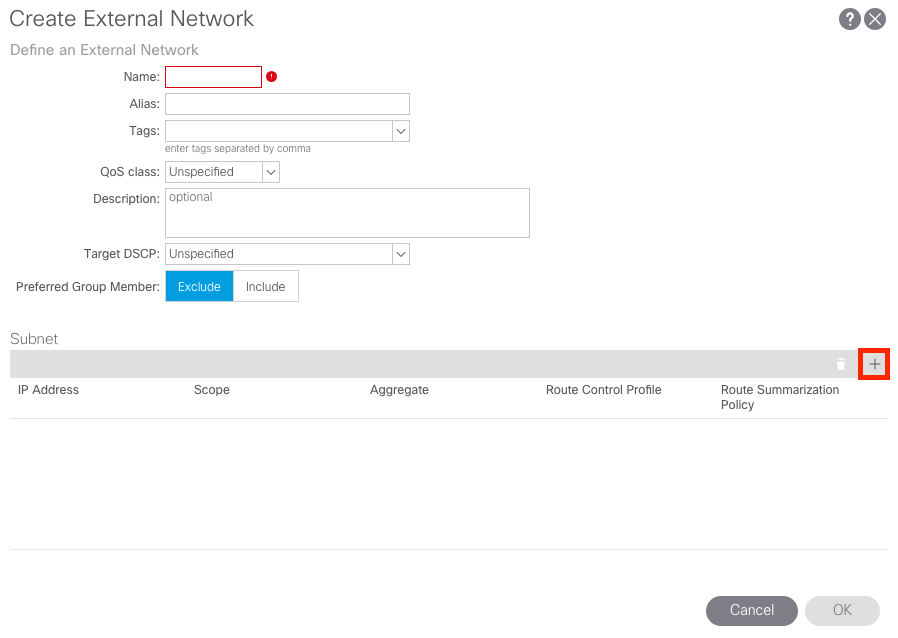 Create External Network
Define an External Network
Name:
Alias:
Tags:
enter tags separated by comma
QoS class: Unspecified
Description: optional
Target DSCP: Unspecified
Preferred Group Member: Exclude Include
Subnet
IP Address Scope Aggregate Route Control Profile Route Summarization
Policy
Cancel OK